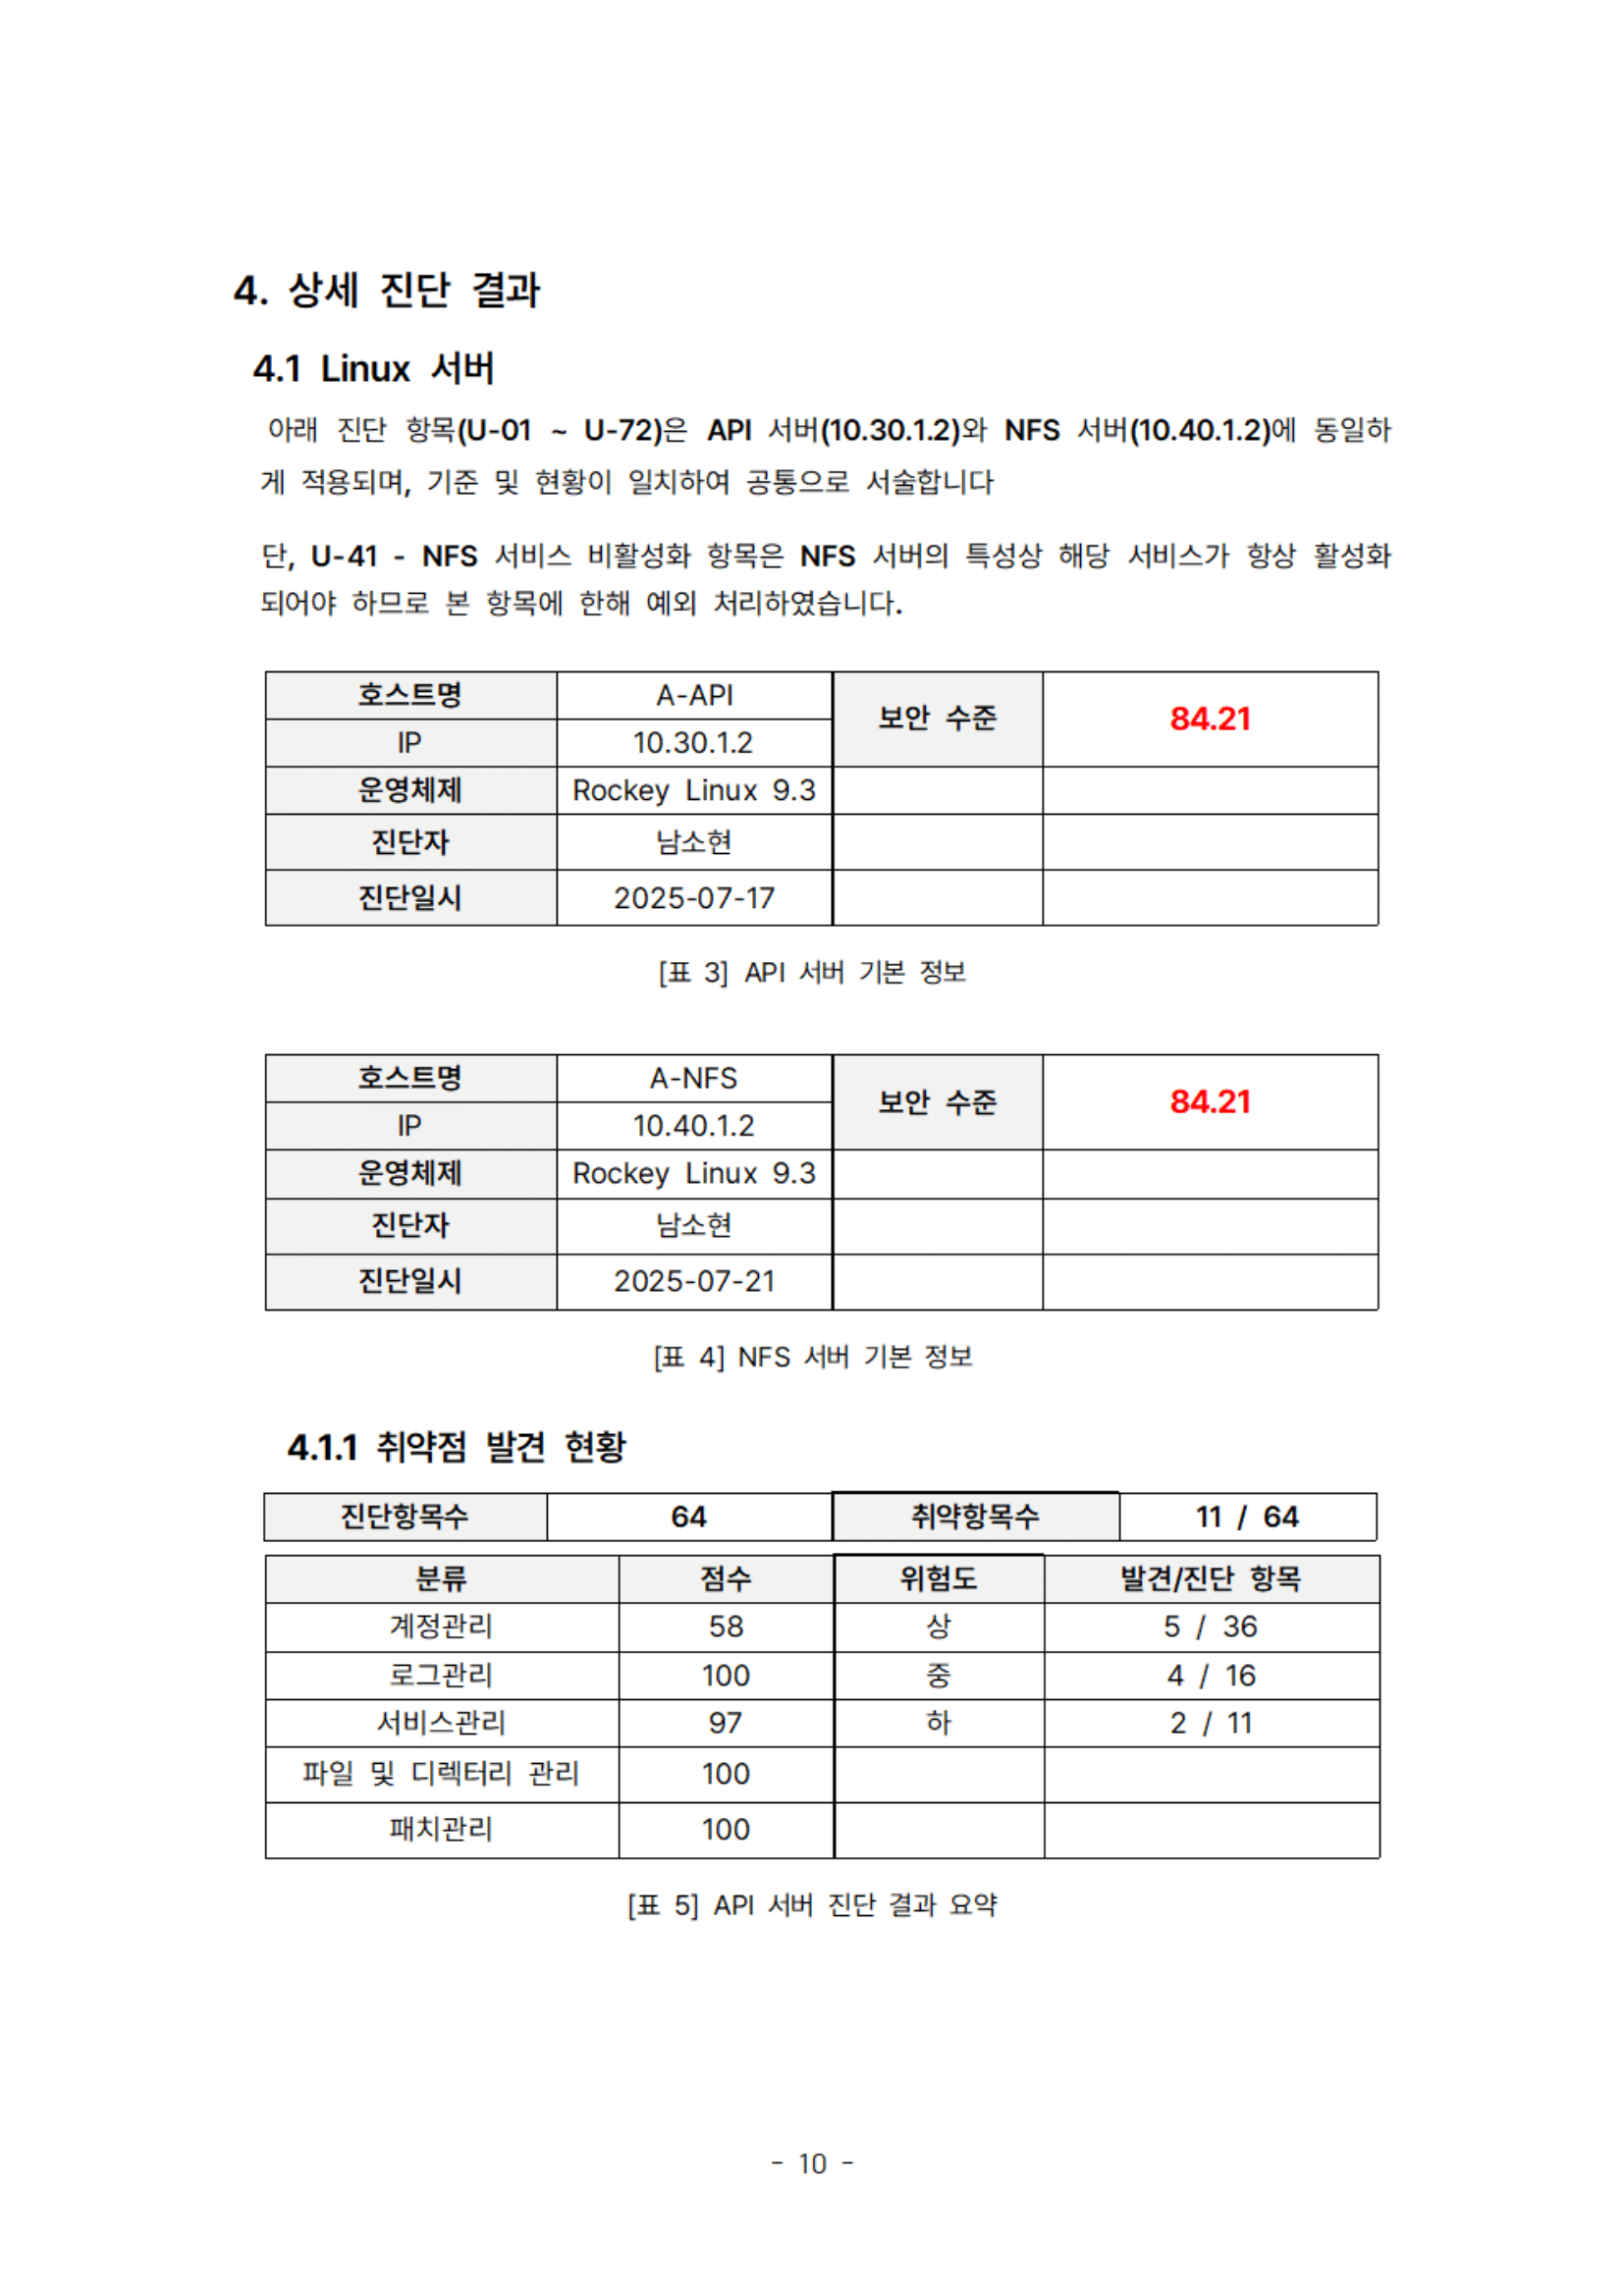 4. 상세 진단 결과
4.1 Linux 서버
아래 진단 항목(U-01 ~ U-72)은 API 서버(10.30.1.2)와 NFS 서버(10.40.1.2)에 동일하
게 적용되며, 기준 및 현황이 일치하여 공통으로 서술합니다
단, U-41 - NFS 서비스 비활성화 항목은 NFS 서버의 특성상 해당 서비스가 항상 활성화
되어야 하므로 본 항목에 한해 예외 처리하였습니다.
호스트명 A-API 보안 수준 84.21
IP 10.30.1.2
운영체제 Rockey Linux 9.3
진단자 남소현
진단일시 2025-07-17
[표 3] API 서버 기본 정보
호스트명 A-NFS 보안 수준 84.21
IP 10.40.1.2
운영체제 Rockey Linux 9.3
진단자 남소현
진단일시 2025-07-21
[표 4] NFS 서버 기본 정보
4.1.1 취약점 발견 현황
진단항목수 64 취약항목수 11 / 64
분류 점수 위험도 발견/진단 항목
계정관리 58 상 5 / 36
로그관리 100 중 4 / 16
서비스관리 97 하 2 / 11
파일 및 디렉터리 관리 100
패치관리 100
[표 5] API 서버 진단 결과 요약
- 10 -